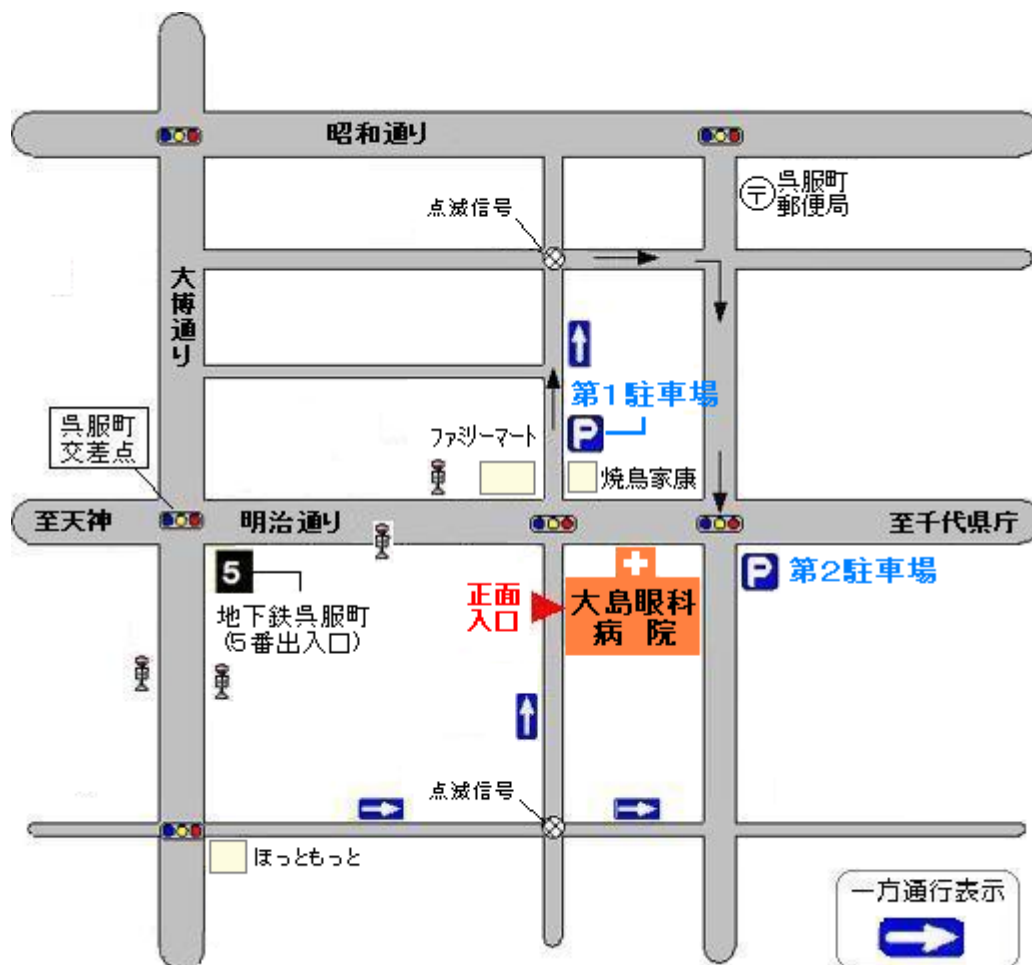 昭和通り
〒
呉服町
郵便局
点滅信号
大博通り
第1駐車場
P
呉服町
交差点
ファミリーマート
焼鳥家康
至天神
明治通り
至千代県庁
5
地下鉄呉服町
(5番出入口)
正面
入口
大島眼科
病院
P
第2駐車場
点滅信号
ほっともっと
一方通行表示